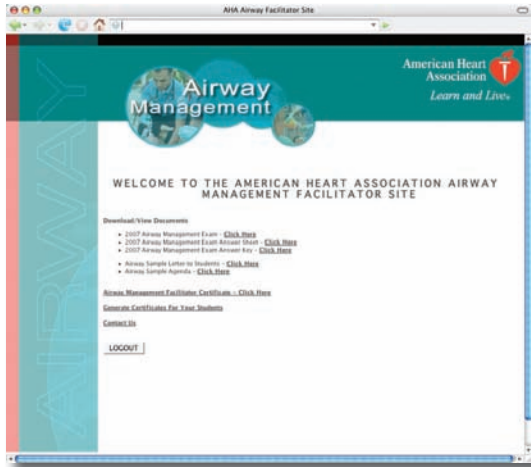 AHA Airway Facilitator Site
American Heart
Association
Learn and Live
Airway
Management
AIRWAY
WELCOME TO THE AMERICAN HEART ASSOCIATION AIRWAY
MANAGEMENT FACILITATOR SITE
Download/View Documents
• 2007 Airway Management Exam - Click Here
• 2007 Airway Management Exam Answer Sheet - Click Here
• 2007 Airway Management Exam Answer Key - Click Here
• Airway Sample Letter to Students - Click Here
• Airway Sample Agenda - Click Here
Airway Management Facilitator Certificate - Click Here
Generate Certificates For Your Students
Contact Us
LOGOUT